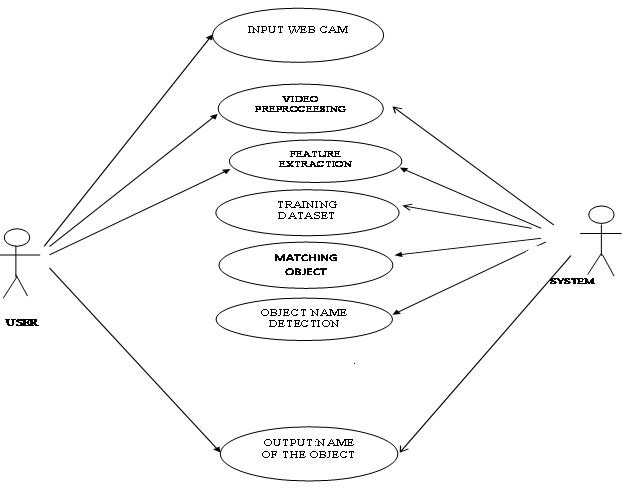 INPUT WEB CAM
VIDEO
PREPROCEESING
FEATURE
EXTRACTION
TRAINING
DATASET
MATCHING
OBJECT
OBJECT NAME
DETECTION
USER
SYSTEM
OUTPUT:NAME
OF THE OBJECT